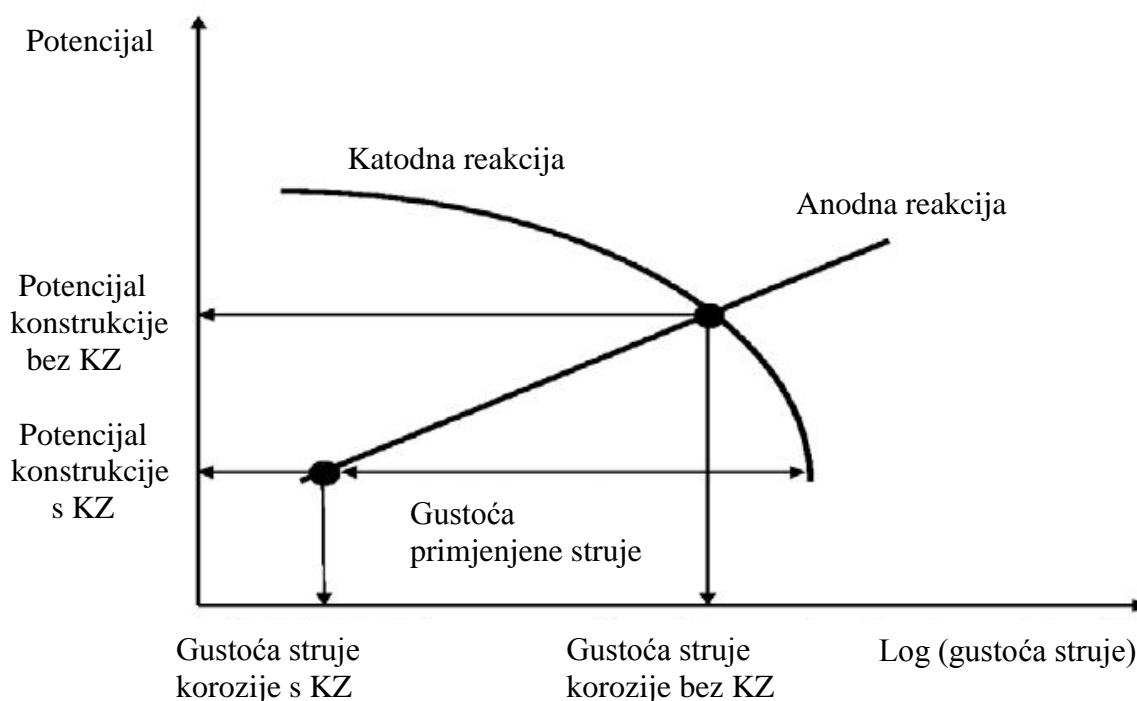 Potencijal
Katodna reakcija
Anodna reakcija
Potencijal
konstrukcije
bez KZ
Potencijal
konstrukcije
s KZ
Gustoća
primjenjene struje
Gustoća struje
korozije s KZ
Gustoća struje
korozije bez KZ
Log (gustoća struje)